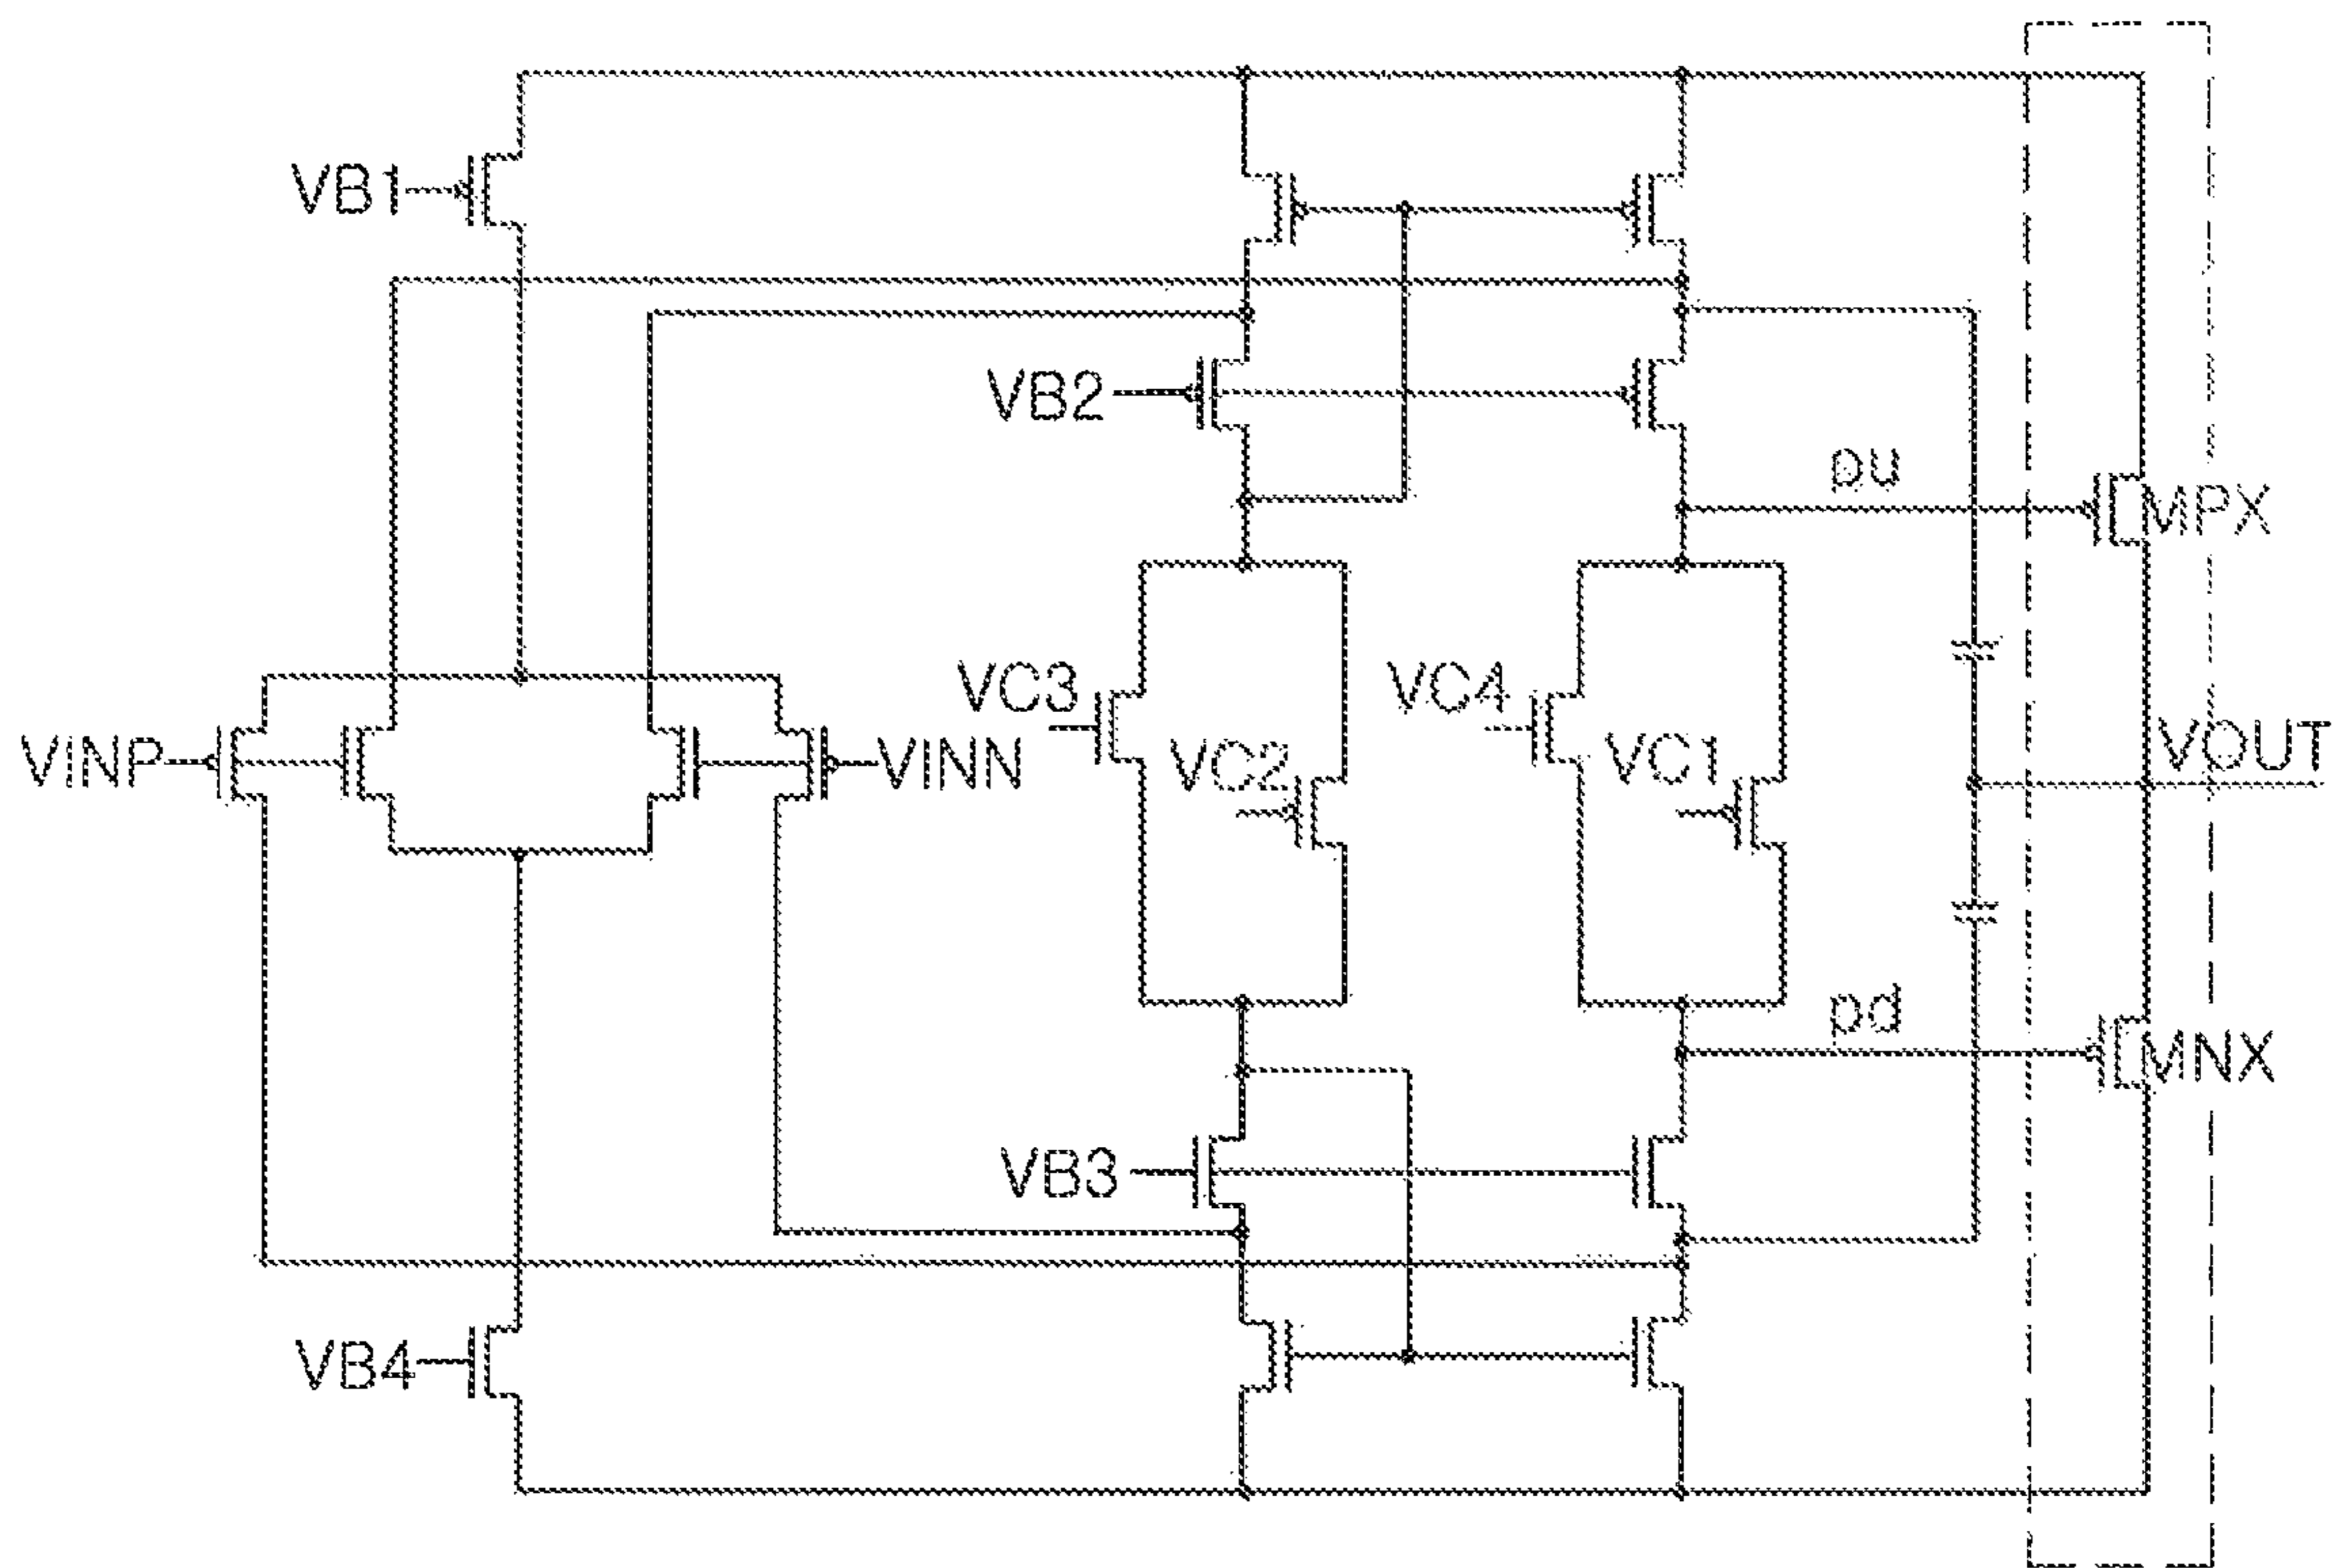 VB1
VB2
pu
MPX
VC3
VC4
VINP
VINN
VC2
VC1
VOUT
pd
MNX
VB3
VB4